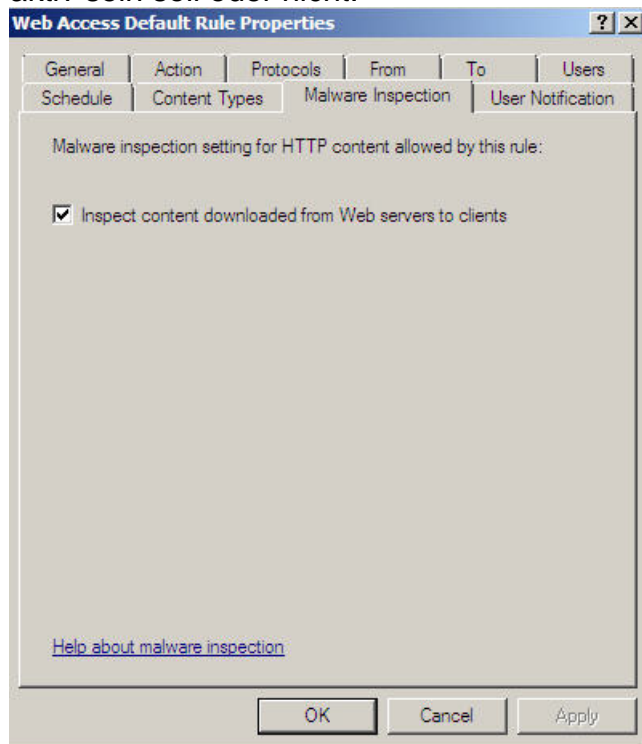 Web Access Default Rule Properties
General Action Protocols From To Users
Schedule Content Types Malware Inspection User Notification
Malware inspection setting for HTTP content allowed by this rule:
Inspect content downloaded from Web servers to clients
Help about malware inspection
OK Cancel Apply